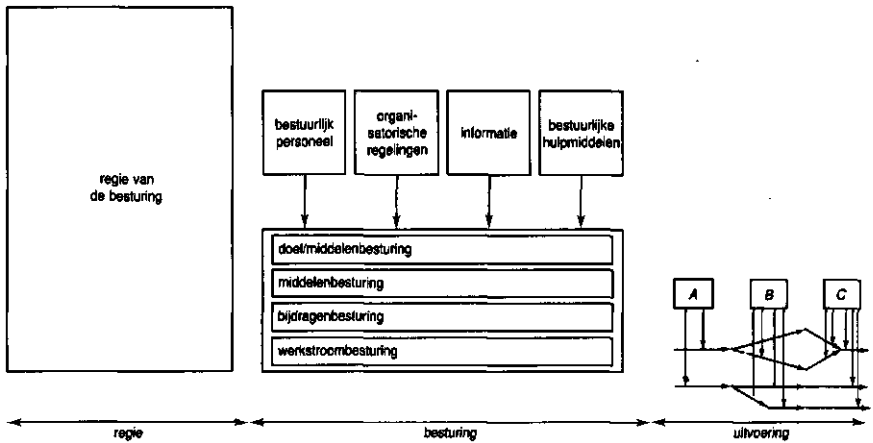 regie van
de besturing
bestuurlijk
personeel
organi-
satorische
regelingen
informatie
bestuurlijke
hulpmiddelen
doel/middelenbesturing
middelenbesturing
bijdragenbesturing
werkstroombesturing
A
B
C
regie
besturing
uitvoering